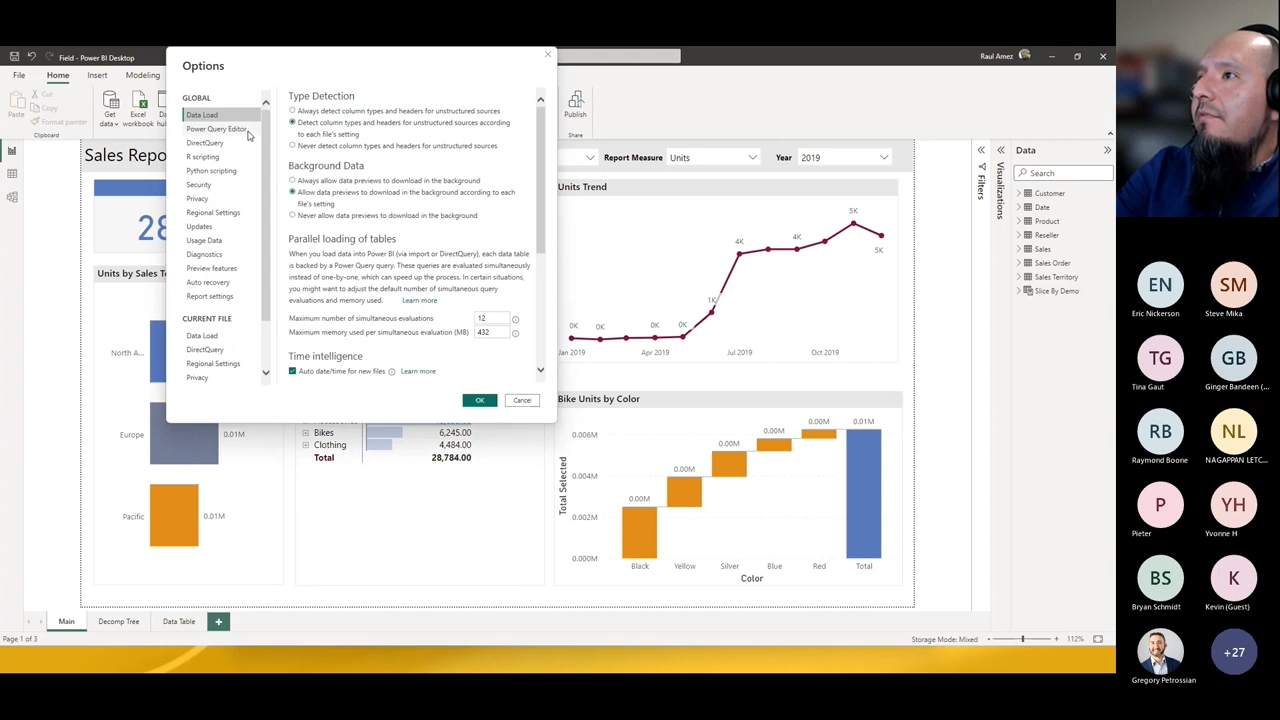 Field - Power BI Desktop
Raul Amez
File
Home
Insert
Modeling
Paste
Cut
Copy
Format painter
Clipboard
Get
data
Excel
workbook
Data
Publish
Share
Options
GLOBAL
Data Load
Power Query Editor
DirectQuery
R scripting
Python scripting
Security
Privacy
Regional Settings
Updates
Usage Data
Diagnostics
Preview features
Auto recovery
Report settings
CURRENT FILE
Data Load
DirectQuery
Regional Settings
Privacy
Type Detection
Always detect column types and headers for unstructured sources
Detect column types and headers for unstructured sources according
to each file's setting
Never detect column types and headers for unstructured sources
Background Data
Always allow data previews to download in the background
Allow data previews to download in the background according to each
file's setting
Never allow data previews to download in the background
Parallel loading of tables
When you load data into Power BI (via import or DirectQuery), each data table
is backed by a Power Query query. These queries are evaluated simultaneously
instead of one-by-one, which can speed up the process. In certain situations,
you might want to adjust the default number of simultaneous query
evaluations and memory used. Learn more
Maximum number of simultaneous evaluations 12
Maximum memory used per simultaneous evaluation (MB) 432
Time intelligence
Auto date/time for new files Learn more
OK
Cancel
Sales Repo
Report Measure
Units
Year
2019
28
Units by Sales T
North A...
Europe
0.01M
Pacific
0.01M
Bikes 6,245.00
Clothing 4,484.00
Total 28,784.00
Units Trend
0K
0K
0K
0K
1K
4K
4K
5K
5K
Jan 2019
Apr 2019
Jul 2019
Oct 2019
Bike Units by Color
Total Selected
0.006M
0.004M
0.002M
0.000M
0.00M
0.00M
0.00M
0.00M
0.00M
0.01M
Black
Yellow
Silver
Blue
Red
Total
Color
Filters
Visualizations
Data
Search
Customer
Date
Product
Reseller
Sales
Sales Order
Sales Territory
Slice By Demo
Main
Decomp Tree
Data Table
Page 1 of 3
Storage Mode: Mixed
112%
EN
Eric Nickerson
SM
Steve Mika
TG
Tina Gaut
GB
Ginger Bandeen (...
RB
Raymond Boone
NL
NAGAPPAN LETC...
P
Pieter
YH
Yvonne H
BS
Bryan Schmidt
K
Kevin (Guest)
Gregory Petrossian
+27